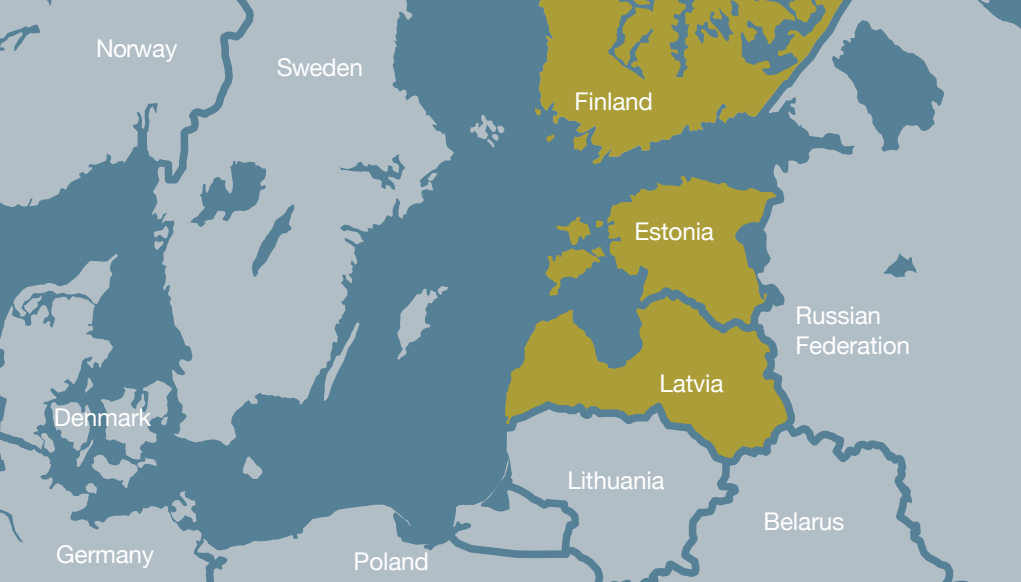 Norway
Sweden
Finland
Estonia
Russian
Federation
Latvia
Denmark
Lithuania
Belarus
Germany
Poland